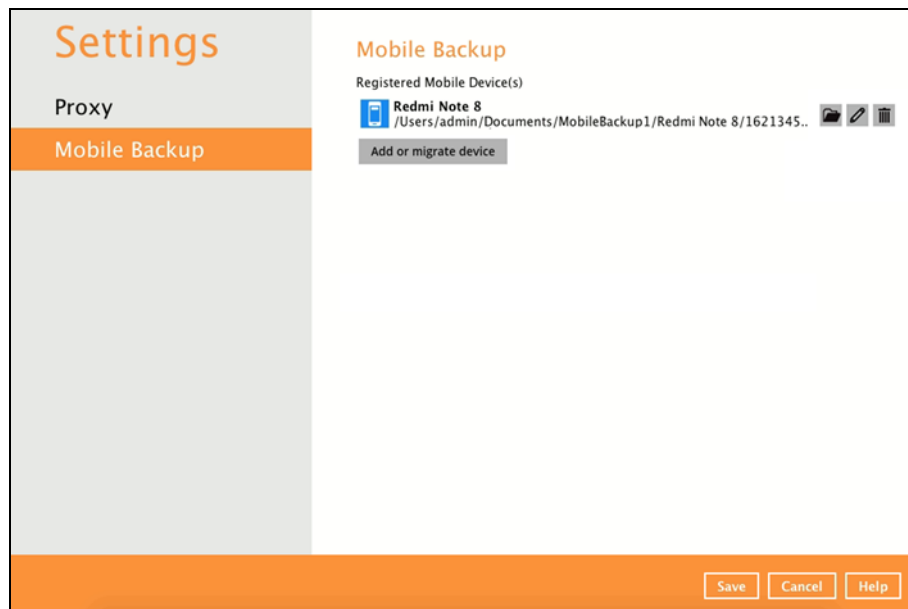 Settings
Proxy
Mobile Backup
Mobile Backup
Registered Mobile Device(s)
Redmi Note 8
/Users/admin/Documents/MobileBackup1/Redmi Note 8/1621345..
Add or migrate device
Save Cancel Help